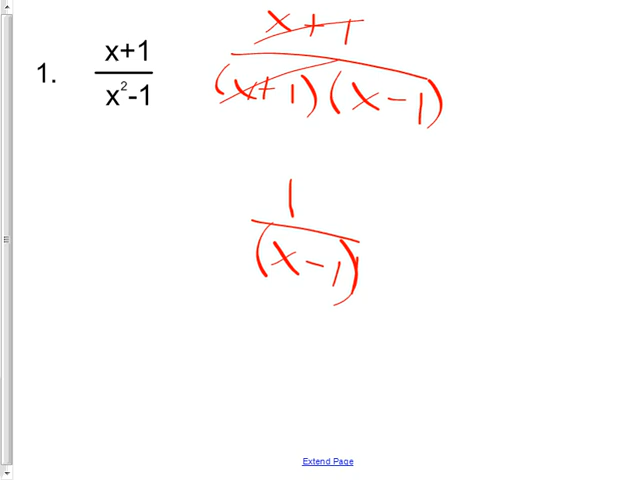 1. x+1
x²-1
x+1
(x+1)(x-1)
1
(x-1)
Extend Page